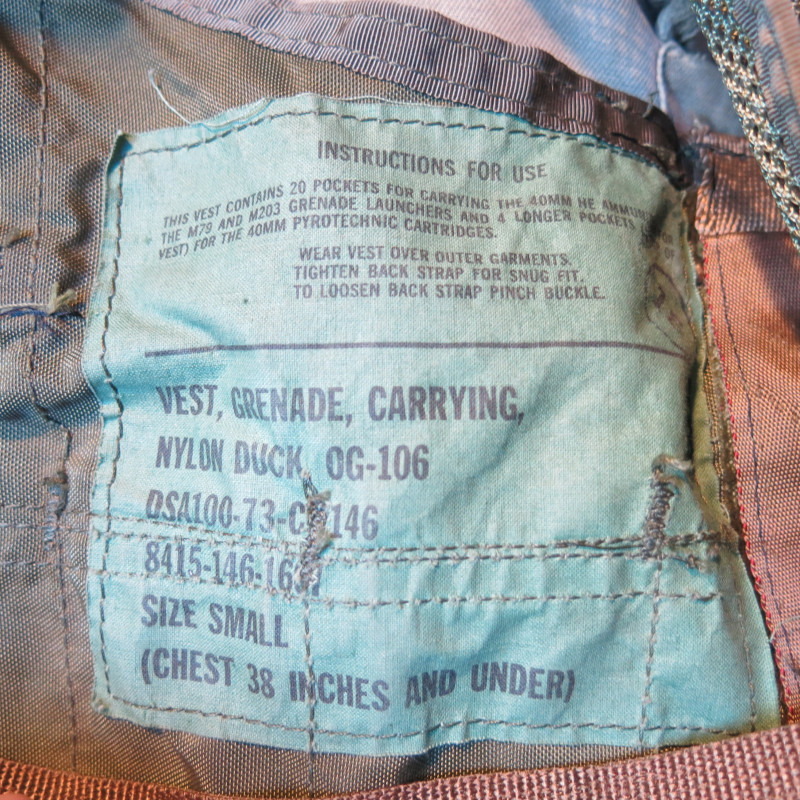 INSTRUCTIONS FOR USE
THIS VEST CONTAINS 20 POCKETS FOR CARRYING THE 40MM HE
THE M79 AND M203 GRENADE LAUNCHERS AND 4 LONGER POCKETS
VEST) FOR THE 40MM PYROTECHNIC CARTRIDGES.
WEAR VEST OVER OUTER GARMENTS.
TIGHTEN BACK STRAP FOR SNUG FIT.
TO LOOSEN BACK STRAP PINCH BUCKLE.
VEST, GRENADE, CARRYING,
NYLON DUCK, OG-106
SIZE SMALL
(CHEST 38 INCHES AND UNDER)